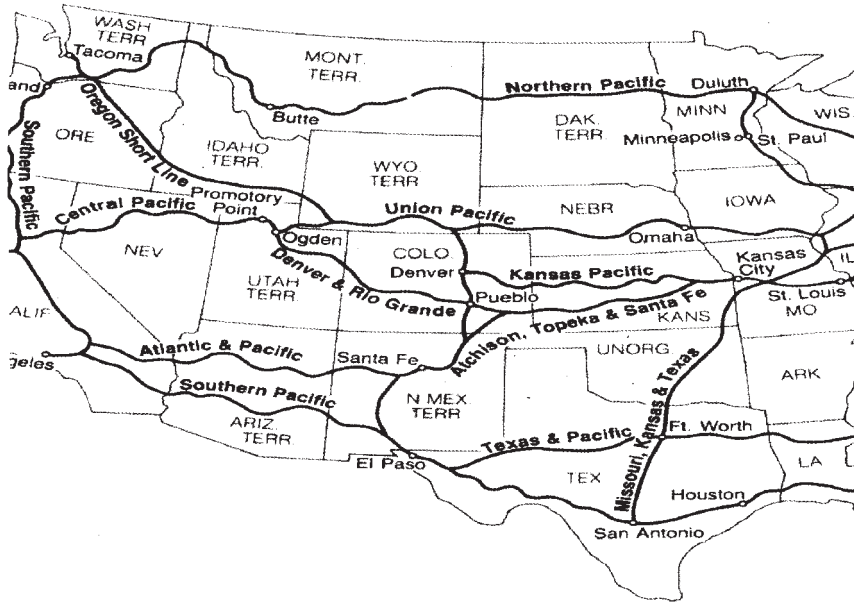 WASH
TERR
Tacoma
MONT.
TERR.
Northern Pacific
Duluth
and
Butte
MINN
WIS.
DAK.
TERR.
Minneapolis
St. Paul
ORE
Oregon Short Line
IDAHO
TERR.
WYO
TERR
Southern Pacific
Promotory
Point
Central Pacific
Union Pacific
NEBR
IOWA
Ogden
Omaha
NEV
COLO.
Denver
Kansas Pacific
Kansas
City
IL
UTAH
TERR.
Denver & Rio Grande
Pueblo
St. Louis
MO
Atchison, Topeka & Santa Fe
KANS
ALIF
Atlantic & Pacific
Santa Fe
UNORG
geles
Southern Pacific
N MEX
TERR
ARK
Missouri, Kansas & Texas
ARIZ.
TERR.
Texas & Pacific
Ft. Worth
El Paso
TEX
LA
Houston
San Antonio